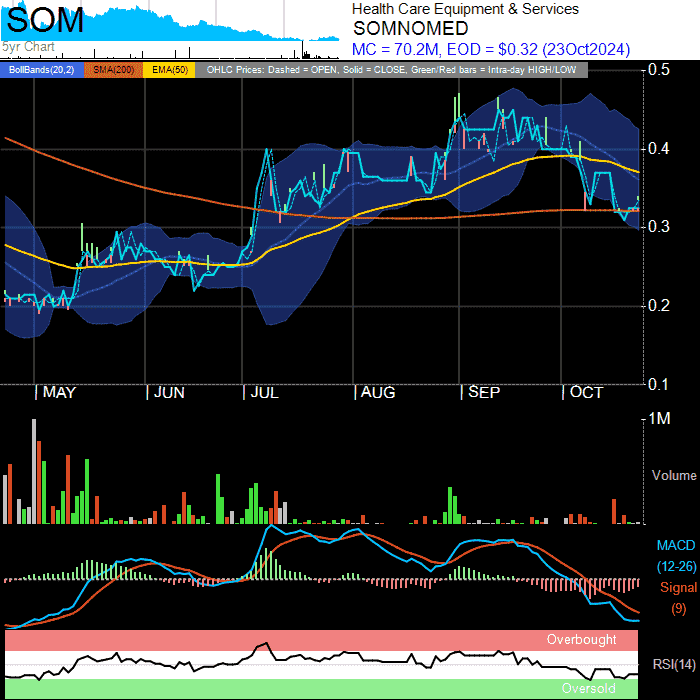 SOM
5yr Chart
Health Care Equipment & Services
SOMNOMED
MC = 70.2M, EOD = $0.32 (23Oct2024)
BollBands(20,2) SMA(200) EMA(50) OHLC Prices: Dashed = OPEN, Solid = CLOSE, Green/Red bars = Intra-day HIGH/LOW
0.5
0.4
0.3
0.2
0.1
MAY JUN JUL AUG SEP OCT
1M
Volume
MACD
(12-26)
Signal
(9)
Overbought
RSI(14)
Oversold